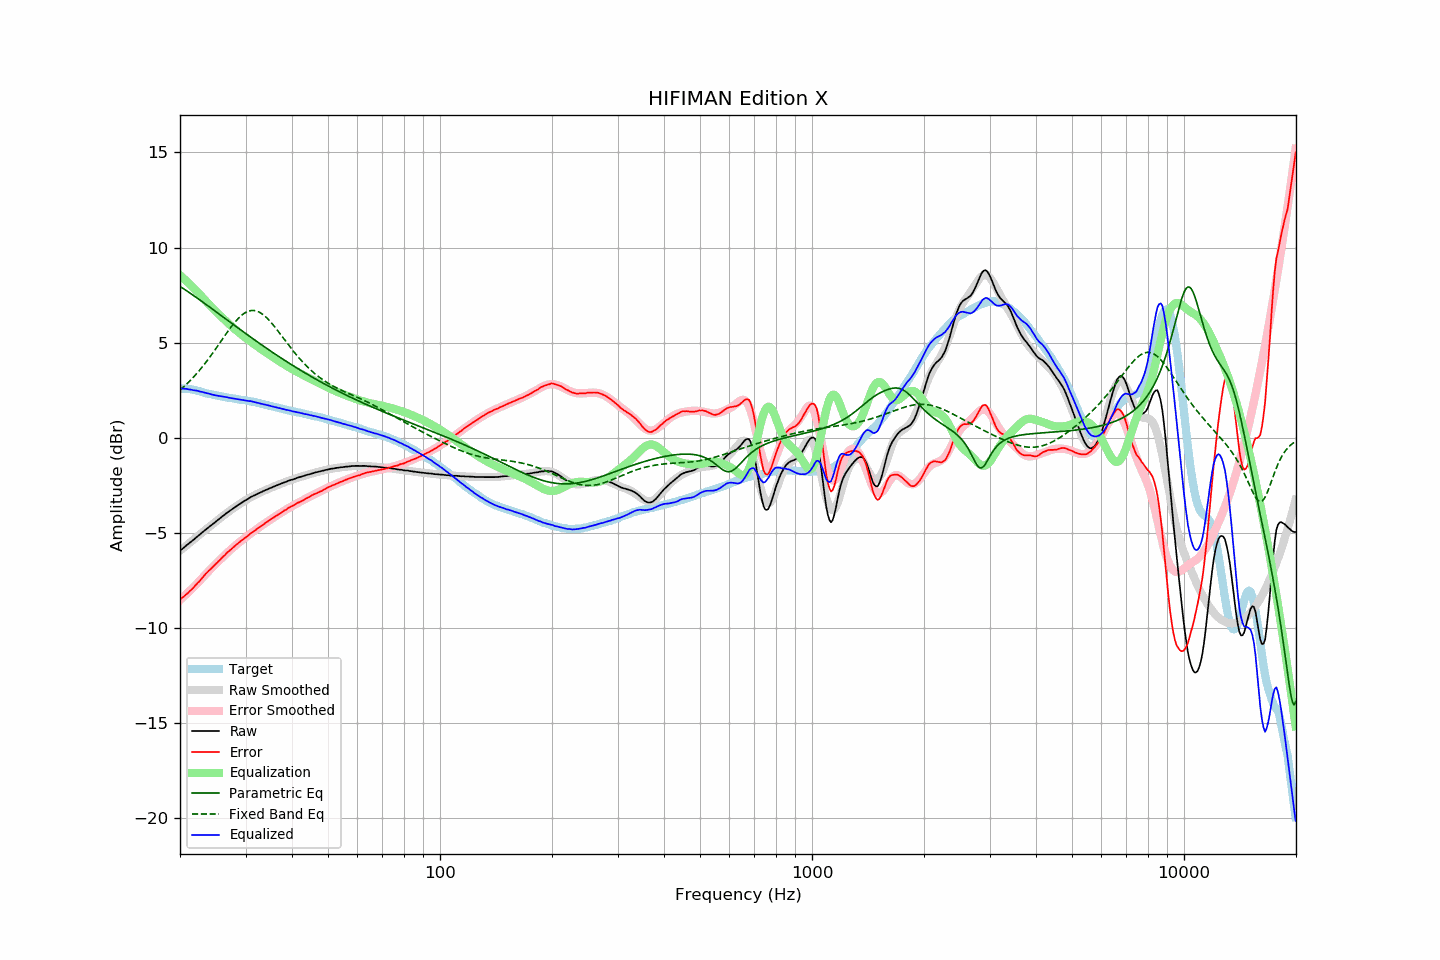 HIFIMAN Edition X
Amplitude (dBr)
15
10
5
0
−5
−10
−15
−20
Target
Raw Smoothed
Error Smoothed
Raw
Error
Equalization
Parametric Eq
Fixed Band Eq
Equalized
100
1000
10000
Frequency (Hz)